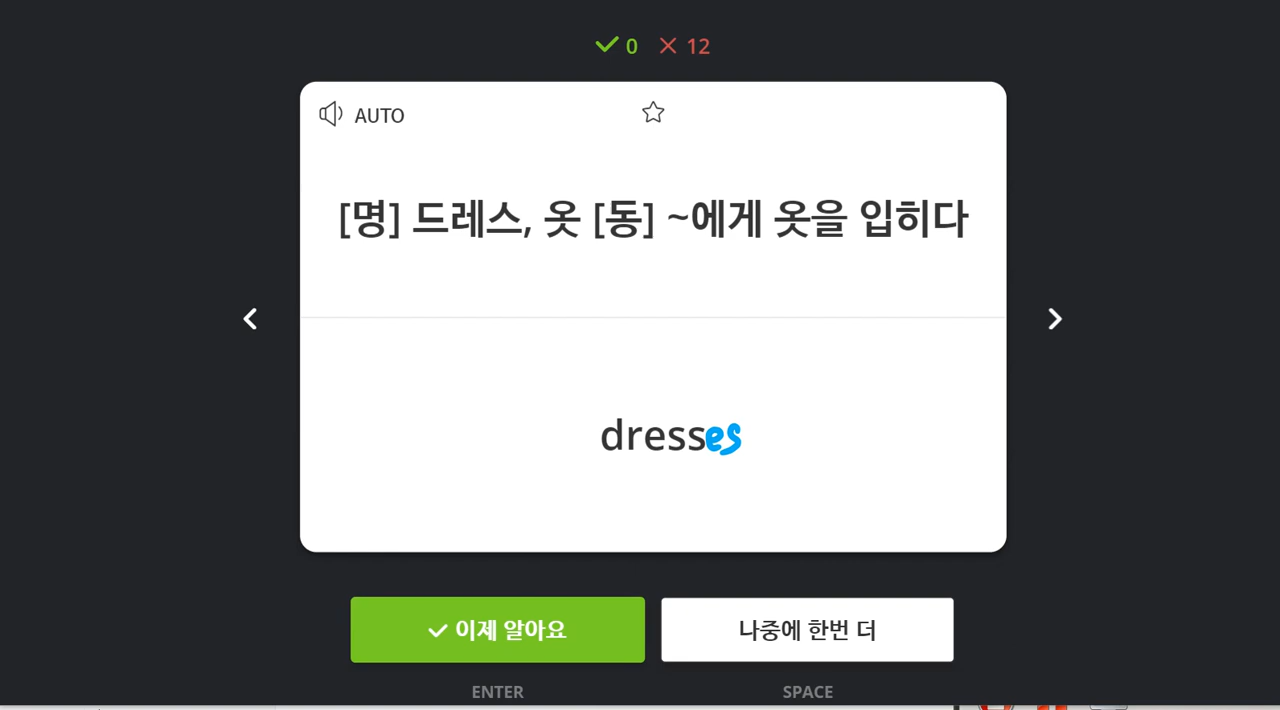 0 12
AUTO
[명] 드레스, 옷 [동] ~에게 옷을 입히다
dresses
이제 알아요
나중에 한번 더
ENTER
SPACE